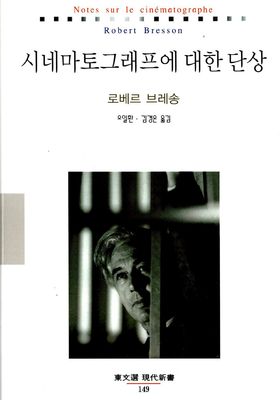 Notes sur le cinématographe
Robert Bresson
시네마토그래프에 대한 단상
로베르 브레송
오일환 · 김경온 옮김
東文選 現代新書
149